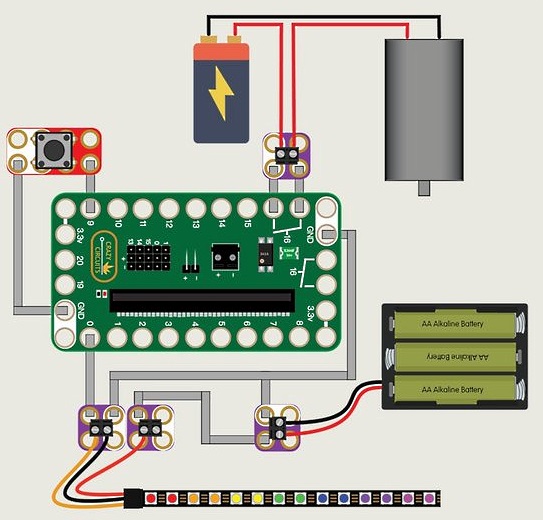 9
10
11
12
13
14
15
16
GND
3.3v
20
19
GND
CRAZY
CIRCUITS
16
3.3v
0
1
2
3
4
5
6
7
8
+
-
-
+
AA Alkaline Battery
AA Alkaline Battery
AA Alkaline Battery